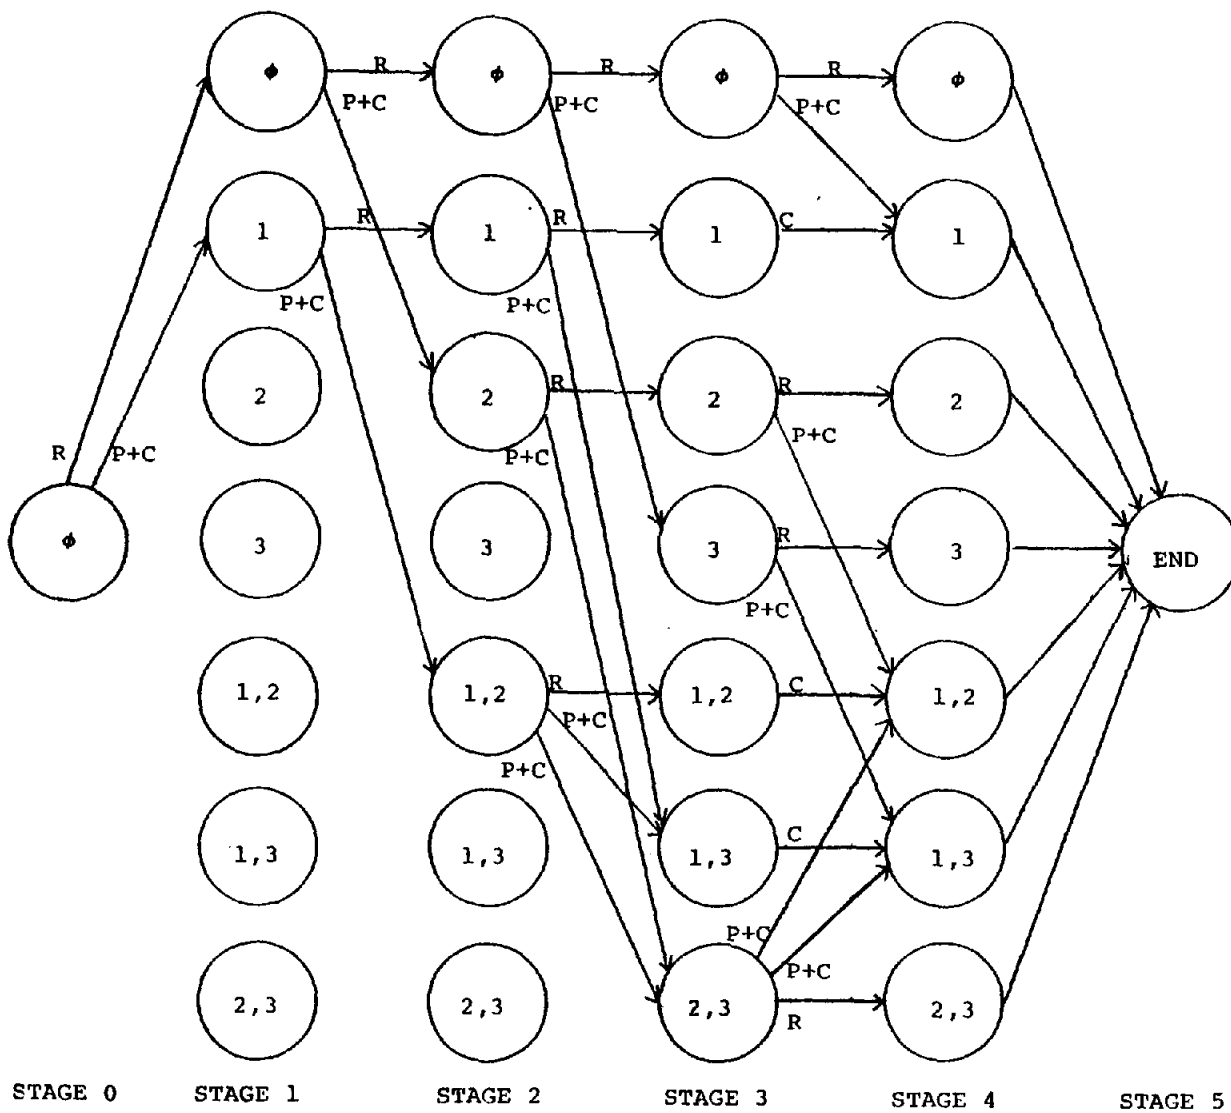 R R R
ϕ ϕ ϕ ϕ
P+C P+C P+C
R R C
1 1 1 1
P+C P+C
R R
2 2 2 2
P+C P+C
R P+C
R
ϕ 3 3 3 3 END
P+C
R C
1,2 1,2 1,2 1,2
P+C
P+C
C
1,3 1,3 1,3 1,3
P+C
P+C
2,3 2,3 2,3 2,3
R
STAGE 0 STAGE 1 STAGE 2 STAGE 3 STAGE 4 STAGE 5